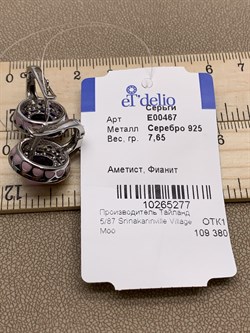 el'delio
Серьги
Арт E00467
Металл Серебро 925
Вес, гр. 7,65
Аметист, Фианит
10265277
Производитель Тайланд
5/87 Srinakarinville Village
Moo
ОТК1
109 380